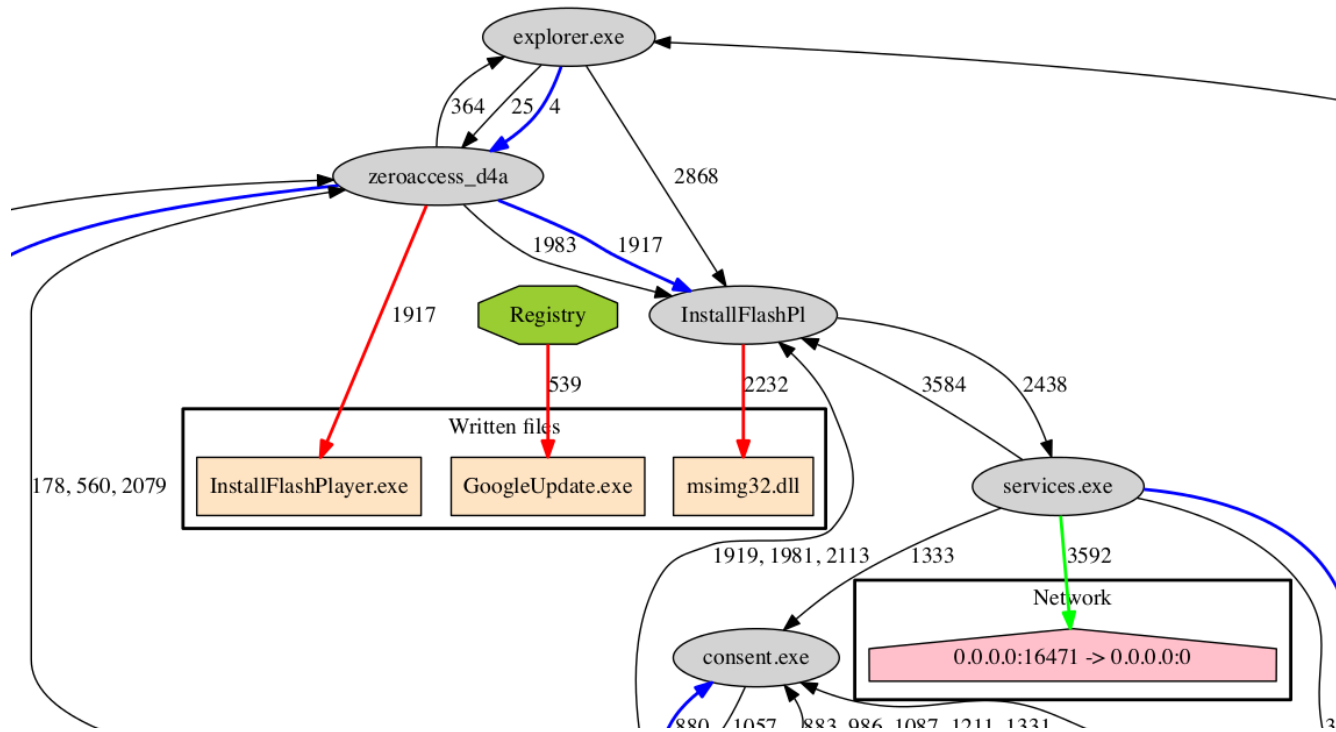 explorer.exe
364
25
4
zeroaccess_d4a
2868
1983
1917
1917
Registry
InstallFlashPl
539
2232
3584
2438
Written files
178, 560, 2079
InstallFlashPlayer.exe
GoogleUpdate.exe
msimg32.dll
services.exe
1919, 1981, 2113
1333
3592
Network
consent.exe
0.0.0.0:16471 -> 0.0.0.0:0
880
1057
883, 986, 1087, 1211, 1331
3